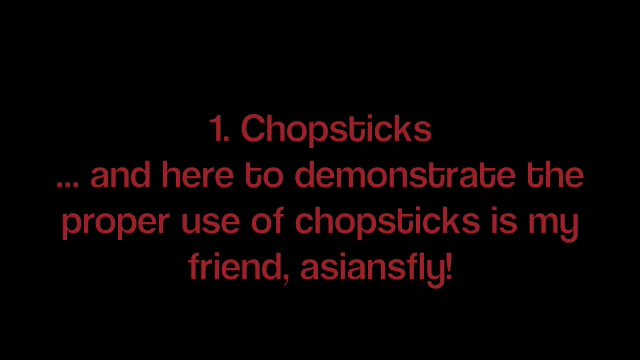 1. Chopsticks
... and here to demonstrate the
proper use of chopsticks is my
friend, asiansfly!